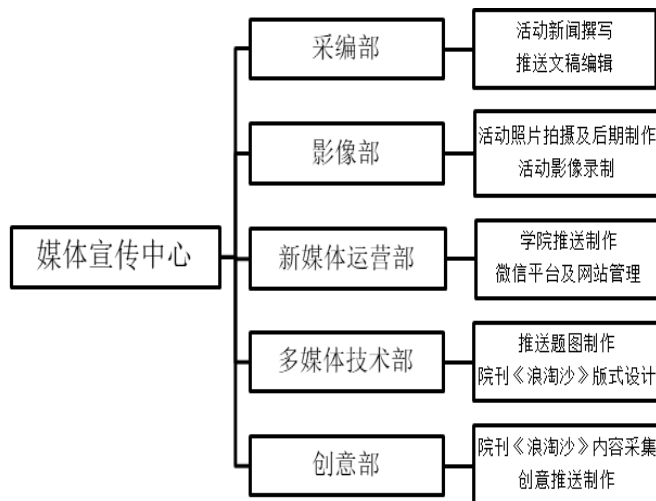 媒体宣传中心
采编部
活动新闻撰写
推送文稿编辑
影像部
活动照片拍摄及后期制作
活动影像录制
新媒体运营部
学院推送制作
微信平台及网站管理
多媒体技术部
推送题图制作
院刊《浪淘沙》版式设计
创意部
院刊《浪淘沙》内容采集
创意推送制作